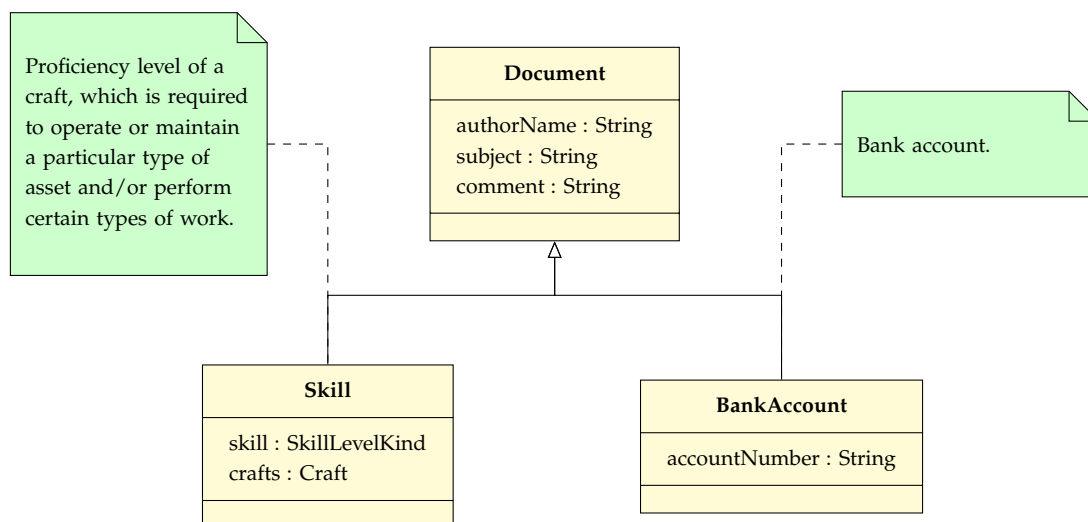 Proficiency level of a
craft, which is required
to operate or maintain
a particular type of
asset and/or perform
certain types of work.
Document
authorName : String
subject : String
comment : String
Bank account.
Skill
skill : SkillLevelKind
crafts : Craft
BankAccount
accountNumber : String